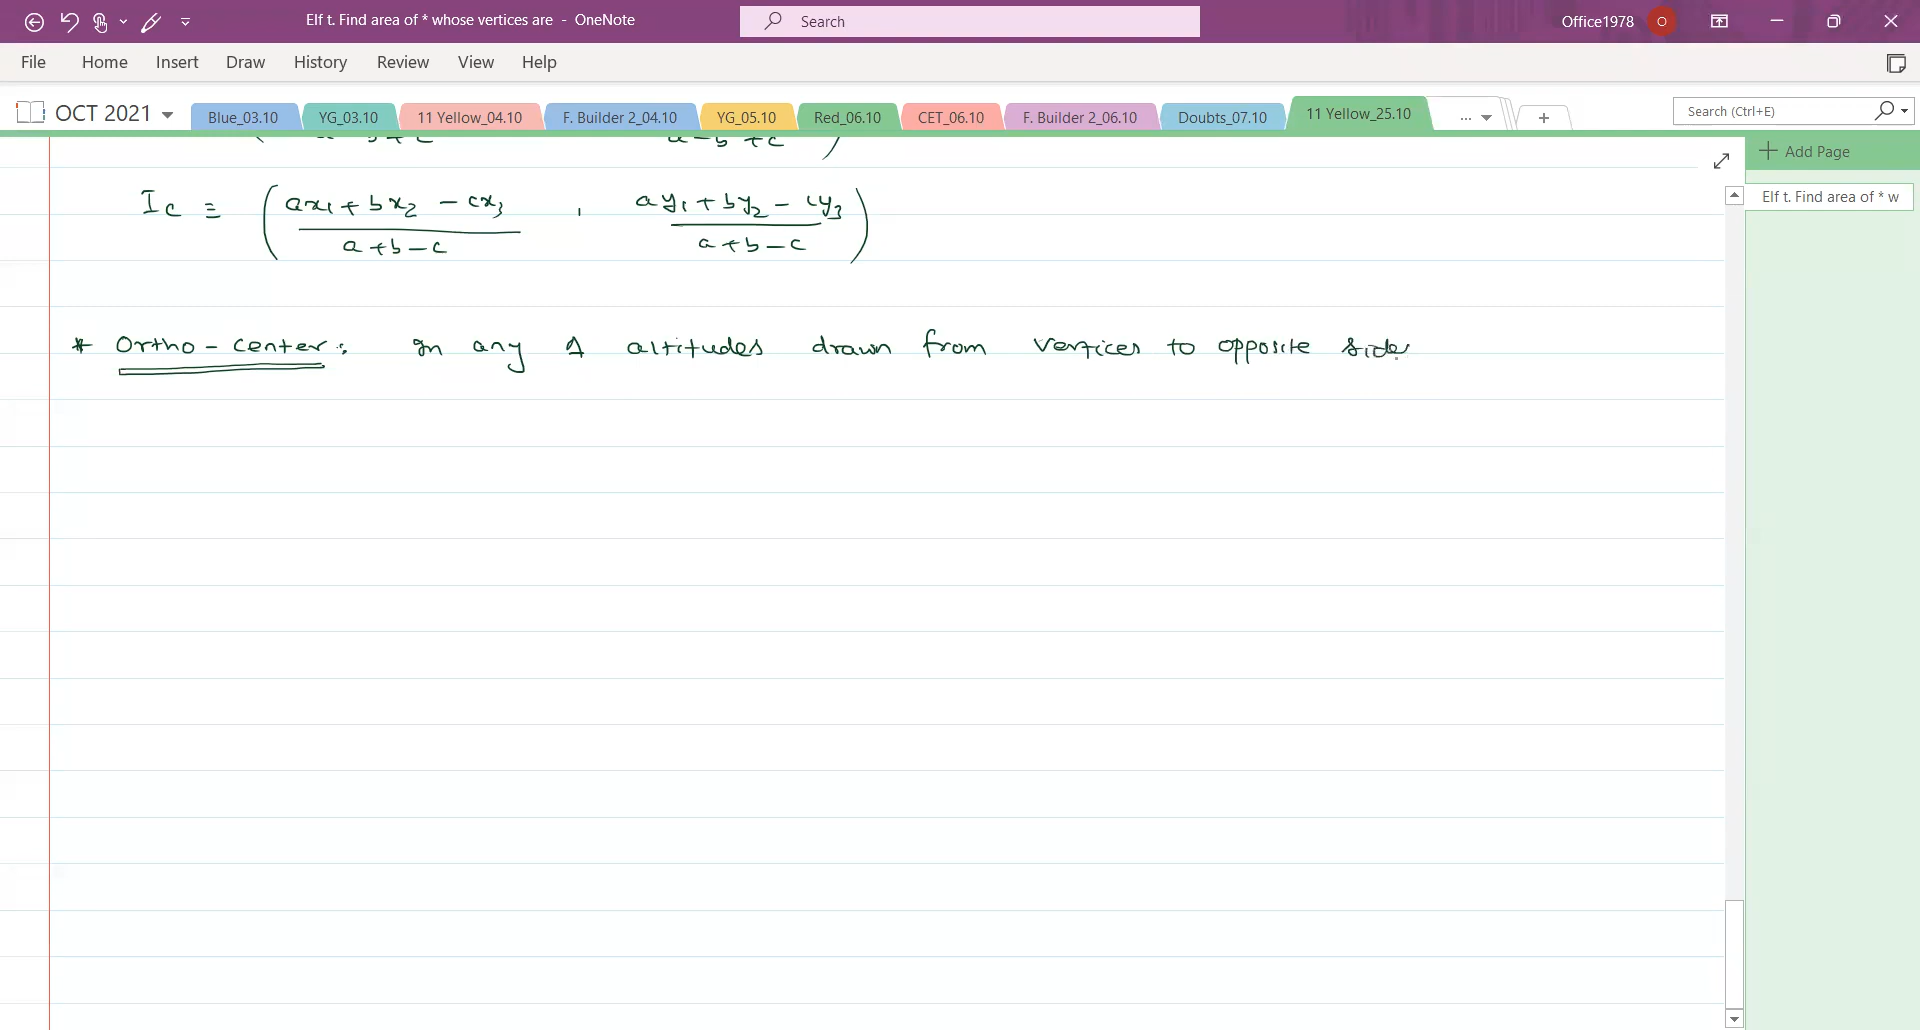 Elf t. Find area of * whose vertices are - OneNote
Search
Office1978
O
File Home Insert Draw History Review View Help
OCT 2021
Blue_03.10 YG_03.10 11 Yellow_04.10 F. Builder 2_04.10 YG_05.10 Red_06.10 CET_06.10 F. Builder 2_06.10 Doubts_07.10 11 Yellow_25.10 ... +
Search (Ctrl+E)
Add Page
Elf t. Find area of * w
a-b+c
I_c ≡ ( (ax₁ + bx₂ - cx₃)/(a+b-c) , (ay₁ + by₂ - cy₃)/(a+b-c) )
* Ortho-center: In any Δ altitudes drawn from vertices to opposite sides